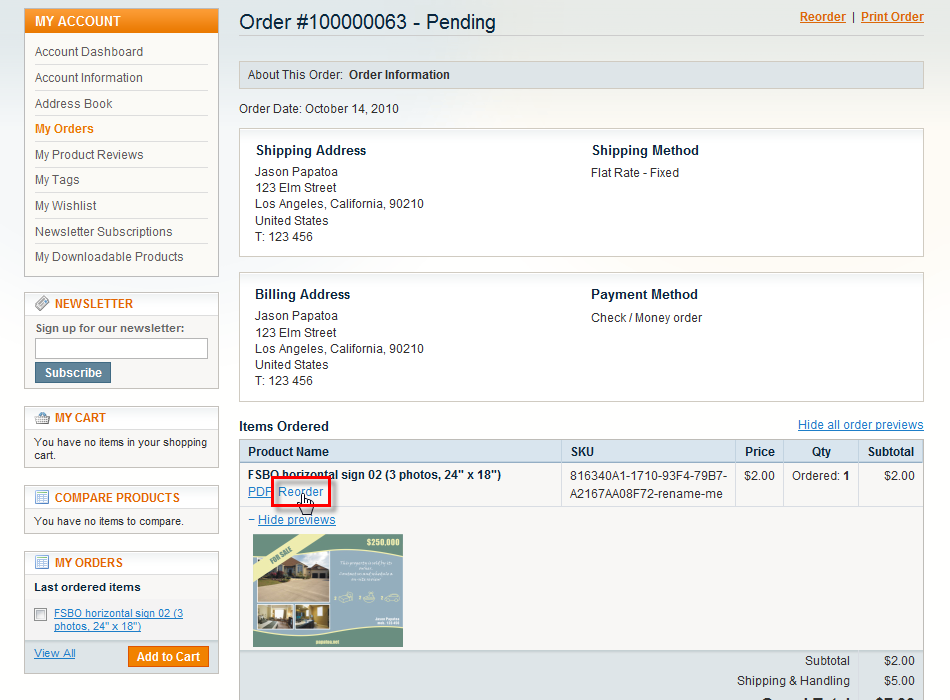 MY ACCOUNT
Account Dashboard
Account Information
Address Book
My Orders
My Product Reviews
My Tags
My Wishlist
Newsletter Subscriptions
My Downloadable Products
NEWSLETTER
Sign up for our newsletter:
Subscribe
MY CART
You have no items in your shopping
cart.
COMPARE PRODUCTS
You have no items to compare.
MY ORDERS
Last ordered items
FSBO horizontal sign 02 (3
photos, 24" x 18")
View All
Add to Cart
Order #100000063 - Pending
Reorder | Print Order
About This Order: Order Information
Order Date: October 14, 2010
Shipping Address
Jason Papatoa
123 Elm Street
Los Angeles, California, 90210
United States
T: 123 456
Shipping Method
Flat Rate - Fixed
Billing Address
Jason Papatoa
123 Elm Street
Los Angeles, California, 90210
United States
T: 123 456
Payment Method
Check / Money order
Items Ordered
Hide all order previews
Product Name SKU Price Qty Subtotal
FSBO horizontal sign 02 (3 photos, 24" x 18")
PDF Reorder
816340A1-1710-93F4-79B7-
A2167AA08F72-rename-me
$2.00
Ordered: 1
$2.00
− Hide previews
FOR SALE
$250,000
Jason Papatoa
Subtotal $2.00
Shipping & Handling $5.00